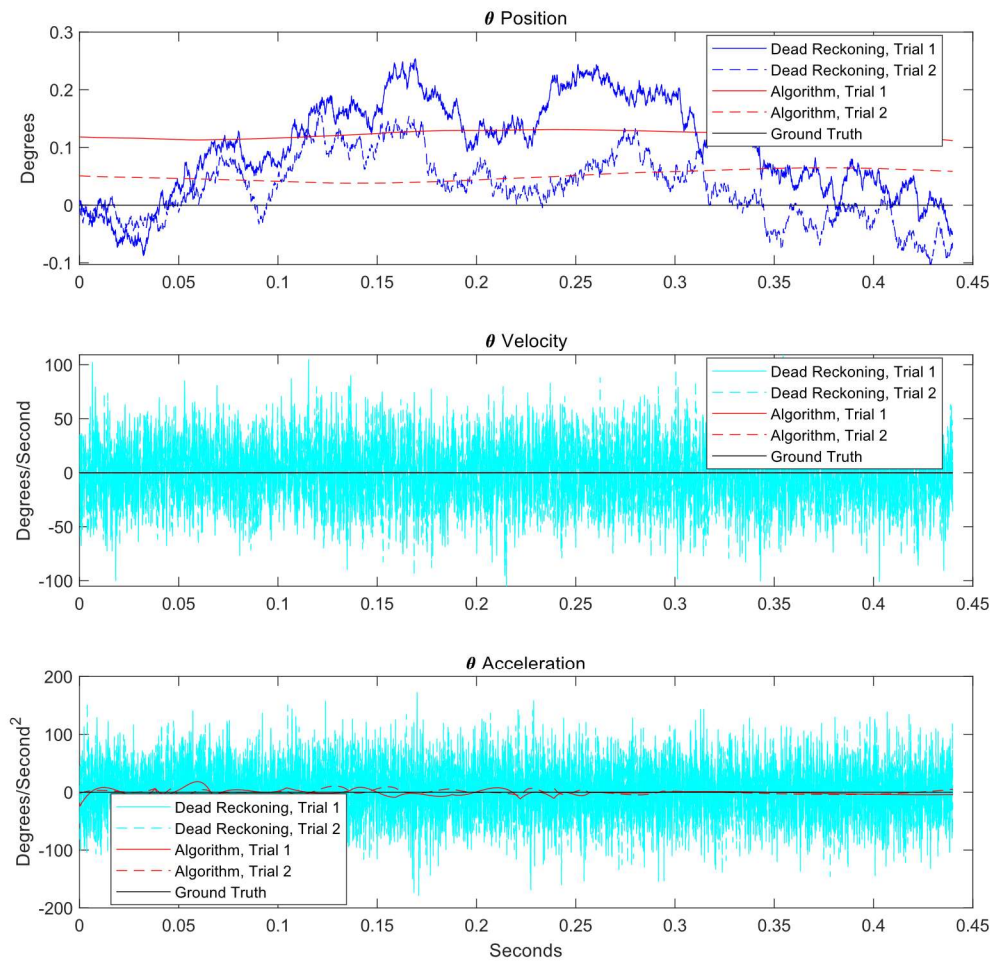 θ Position
Degrees
0.3
0.2
0.1
0
-0.1
Dead Reckoning, Trial 1
Dead Reckoning, Trial 2
Algorithm, Trial 1
Algorithm, Trial 2
Ground Truth
0 0.05 0.1 0.15 0.2 0.25 0.3 0.35 0.4 0.45
θ Velocity
Degrees/Second
100
50
0
-50
-100
Dead Reckoning, Trial 1
Dead Reckoning, Trial 2
Algorithm, Trial 1
Algorithm, Trial 2
Ground Truth
0 0.05 0.1 0.15 0.2 0.25 0.3 0.35 0.4 0.45
θ Acceleration
Degrees/Second²
200
100
0
-100
-200
Dead Reckoning, Trial 1
Dead Reckoning, Trial 2
Algorithm, Trial 1
Algorithm, Trial 2
Ground Truth
0 0.05 0.1 0.15 0.2 0.25 0.3 0.35 0.4 0.45
Seconds